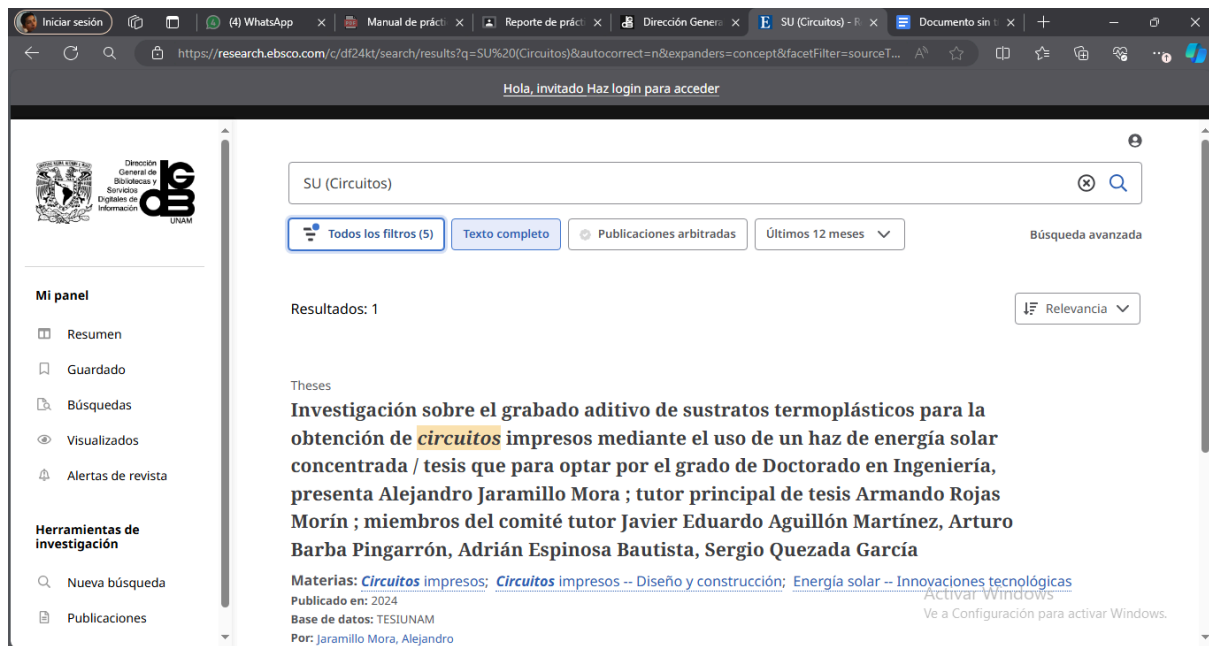 Iniciar sesión
(4) WhatsApp
Manual de prácti
Reporte de prácti
Dirección Genera
SU (Circuitos) - R
Documento sin t
https://research.ebsco.com/c/df24kt/search/results?q=SU%20(Circuitos)&autocorrect=n&expanders=concept&facetFilter=sourceT...
Hola, invitado Haz login para acceder
Dirección
General de
Bibliotecas y
Servicios
Digitales de
Información
UNAM
SU (Circuitos)
Todos los filtros (5)
Texto completo
Publicaciones arbitradas
Últimos 12 meses
Búsqueda avanzada
Mi panel
Resumen
Guardado
Búsquedas
Visualizados
Alertas de revista
Herramientas de
investigación
Nueva búsqueda
Publicaciones
Resultados: 1
Relevancia
Theses
Investigación sobre el grabado aditivo de sustratos termoplásticos para la
obtención de circuitos impresos mediante el uso de un haz de energía solar
concentrada / tesis que para optar por el grado de Doctorado en Ingeniería,
presenta Alejandro Jaramillo Mora ; tutor principal de tesis Armando Rojas
Morín ; miembros del comité tutor Javier Eduardo Aguillón Martínez, Arturo
Barba Pingarrón, Adrián Espinosa Bautista, Sergio Quezada García
Materias: Circuitos impresos; Circuitos impresos -- Diseño y construcción; Energía solar -- Innovaciones tecnológicas
Publicado en: 2024
Base de datos: TESIUNAM
Por: Jaramillo Mora, Alejandro
Activar Windows
Ve a Configuración para activar Windows.